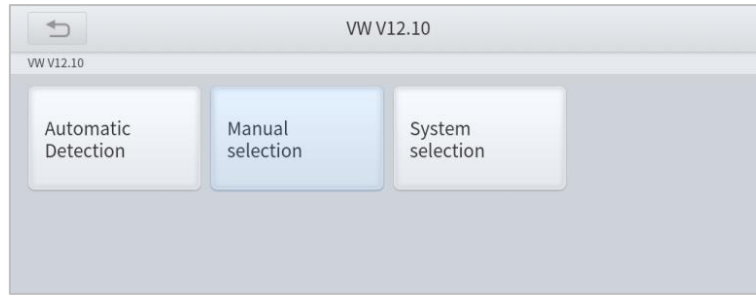 VW V12.10
VW V12.10
Automatic
Detection
Manual
selection
System
selection